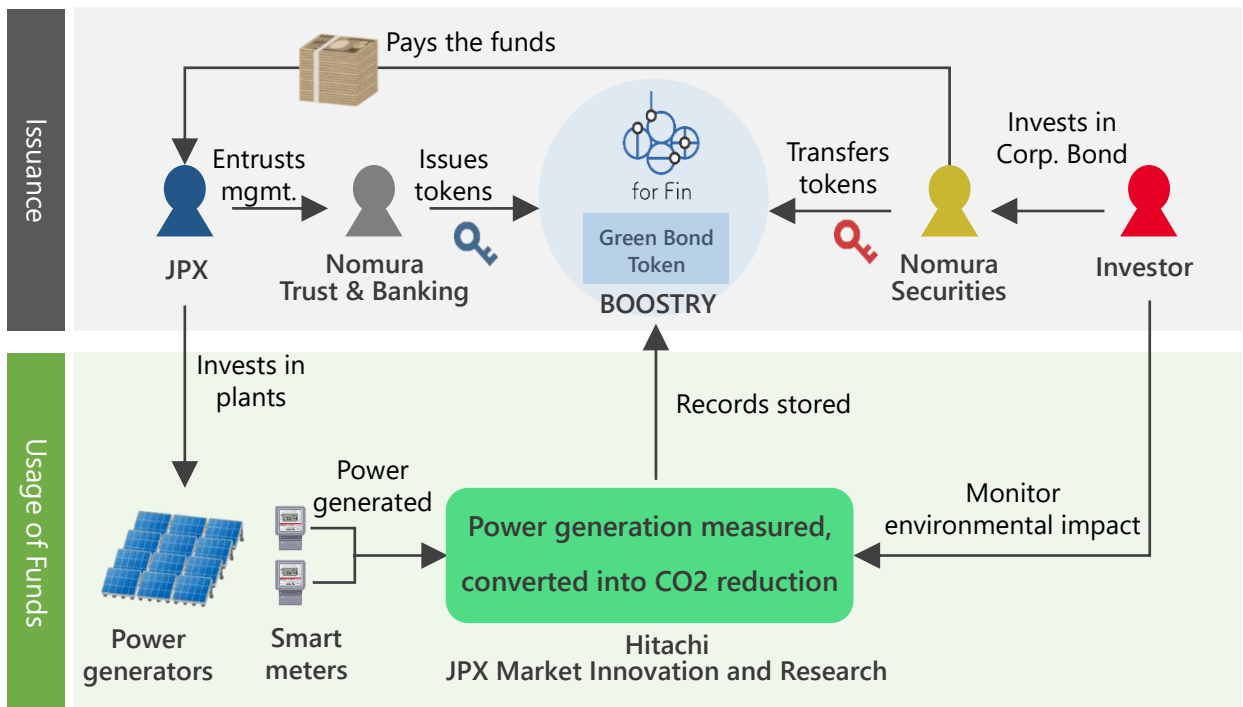 Issuance
Pays the funds
Entrusts
mgmt.
Issues
tokens
for Fin
Green Bond
Token
BOOSTRY
Transfers
tokens
Invests in
Corp. Bond
JPX
Nomura
Trust & Banking
Nomura
Securities
Investor
Usage of Funds
Invests in
plants
Records stored
Power
generated
Monitor
environmental impact
Power generation measured,
converted into CO2 reduction
Power
generators
Smart
meters
Hitachi
JPX Market Innovation and Research